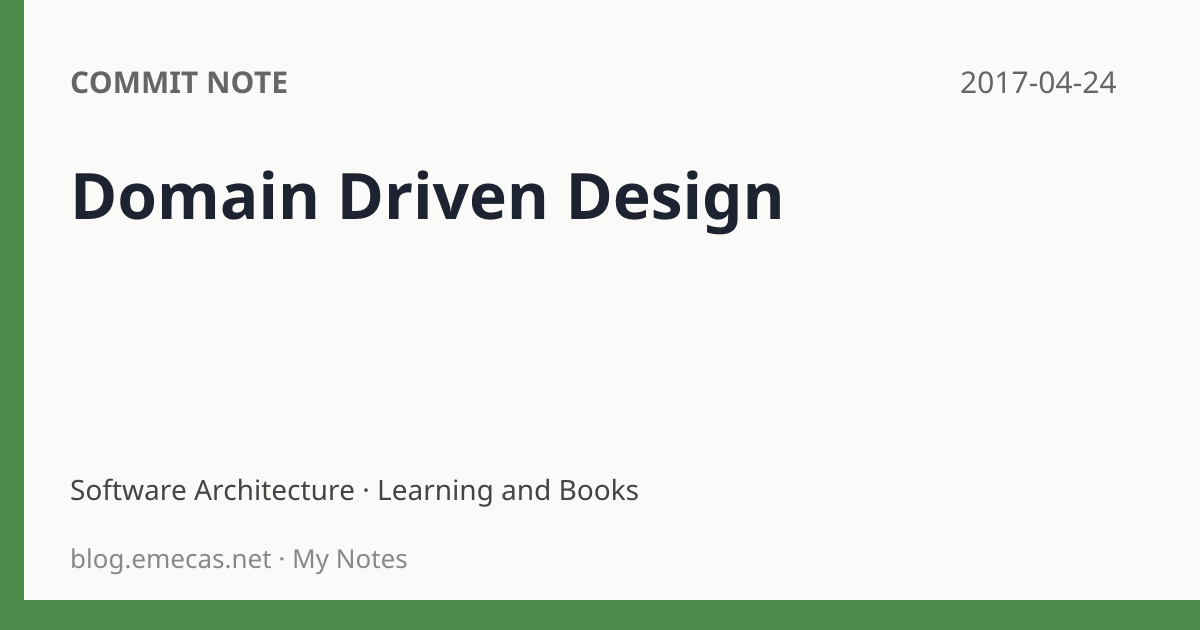 COMMIT NOTE
2017-04-24
Domain Driven Design
Software Architecture · Learning and Books
blog.emecas.net · My Notes